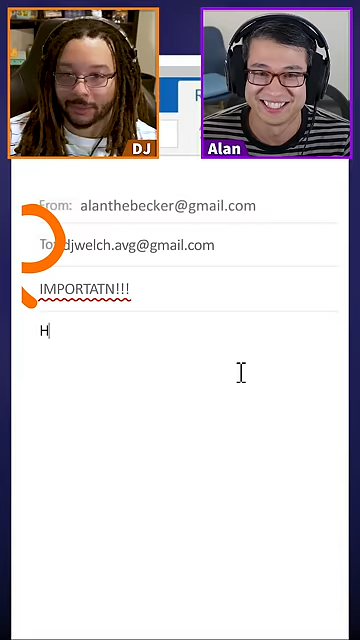 DJ
Alan
R
From: alanthebecker@gmail.com
To: djwelch.avg@gmail.com
IMPORTATN!!!
H